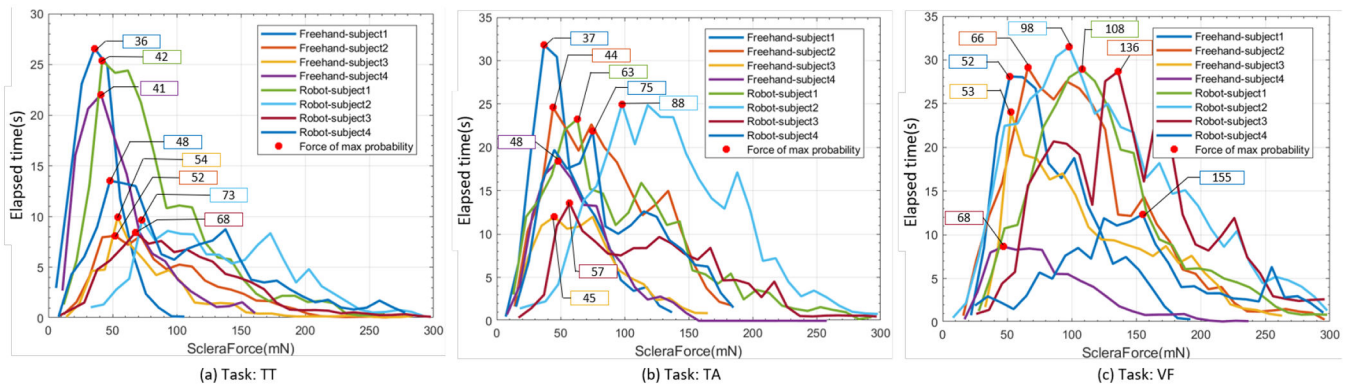 Elapsed time(s)
35
30
25
20
15
10
5
0
0
50
100
150
200
250
300
ScleraForce(mN)
36
42
41
48
54
52
73
68
Freehand-subject1
Freehand-subject2
Freehand-subject3
Freehand-subject4
Robot-subject1
Robot-subject2
Robot-subject3
Robot-subject4
Force of max probability
(a) Task: TT
Elapsed time(s)
35
30
25
20
15
10
5
0
0
50
100
150
200
250
300
ScleraForce(mN)
37
44
63
75
88
48
57
45
Freehand-subject1
Freehand-subject2
Freehand-subject3
Freehand-subject4
Robot-subject1
Robot-subject2
Robot-subject3
Robot-subject4
Force of max probability
(b) Task: TA
Elapsed time(s)
35
30
25
20
15
10
5
0
0
50
100
150
200
250
300
ScleraForce(mN)
98
66
108
52
136
53
155
68
Freehand-subject1
Freehand-subject2
Freehand-subject3
Freehand-subject4
Robot-subject1
Robot-subject2
Robot-subject3
Robot-subject4
Force of max probability
(c) Task: VF